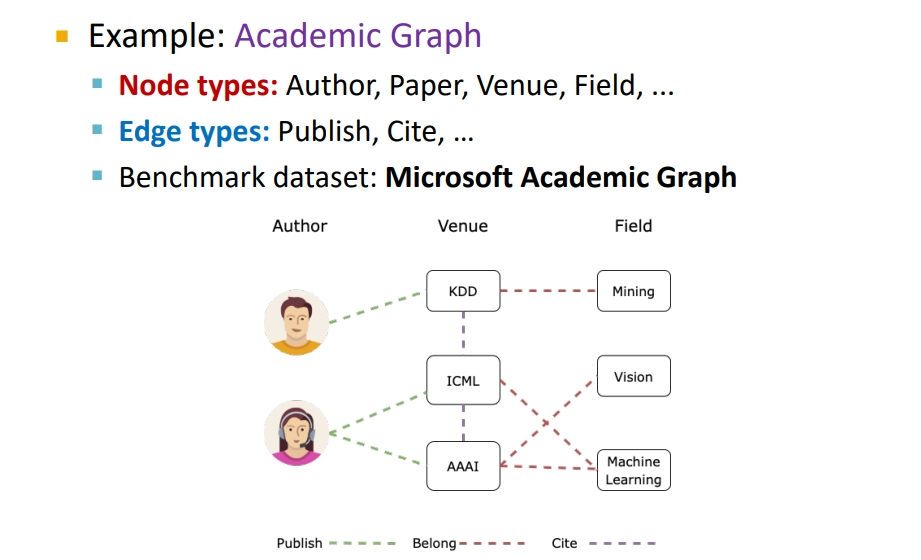 Example: Academic Graph
Node types: Author, Paper, Venue, Field, ...
Edge types: Publish, Cite, ...
Benchmark dataset: Microsoft Academic Graph
Author Venue Field
KDD Mining
ICML Vision
AAAI Machine
Learning
Publish Belong Cite